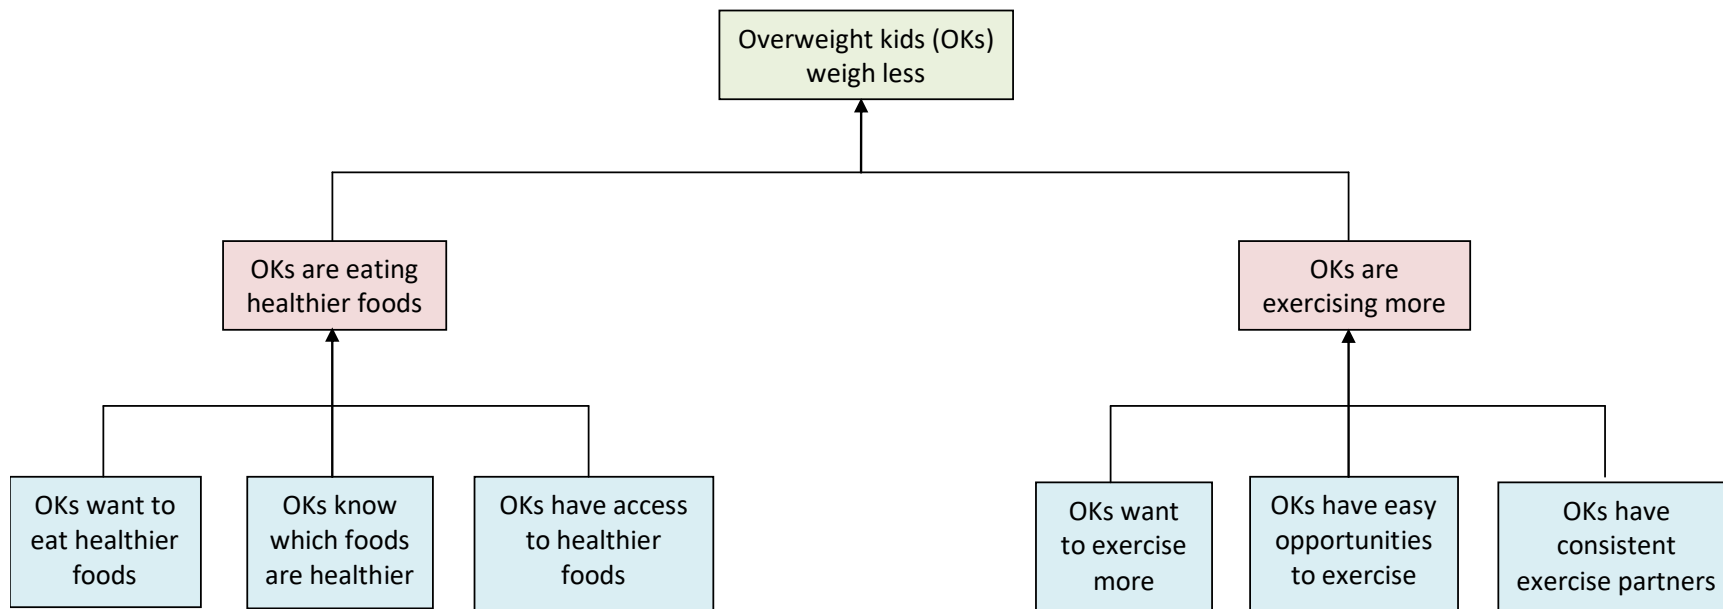 Overweight kids (OKs)
weigh less
OKs are eating
healthier foods
OKs are
exercising more
OKs want to
eat healthier
foods
OKs know
which foods
are healthier
OKs have access
to healthier
foods
OKs want
to exercise
more
OKs have easy
opportunities
to exercise
OKs have
consistent
exercise partners